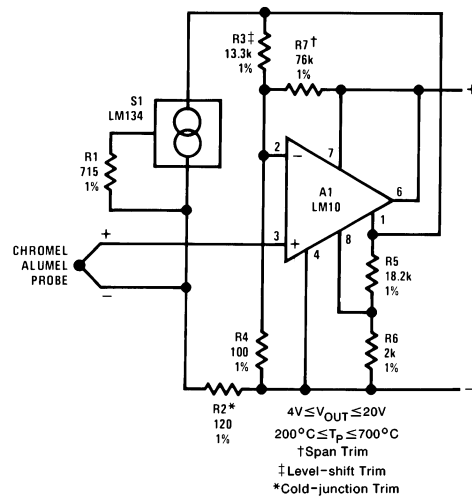 R3‡
13.3k
1%
R7†
76k
1%
+
S1
LM134
R1
715
1%
2
−
7
A1
LM10
6
1
+
CHROMEL
ALUMEL
PROBE
−
3
+
4
8
R5
18.2k
1%
R4
100
1%
R6
2k
1%
−
R2*
120
1%
4V≤VOUT≤20V
200°C≤TP≤700°C
†Span Trim
‡Level-shift Trim
*Cold-junction Trim